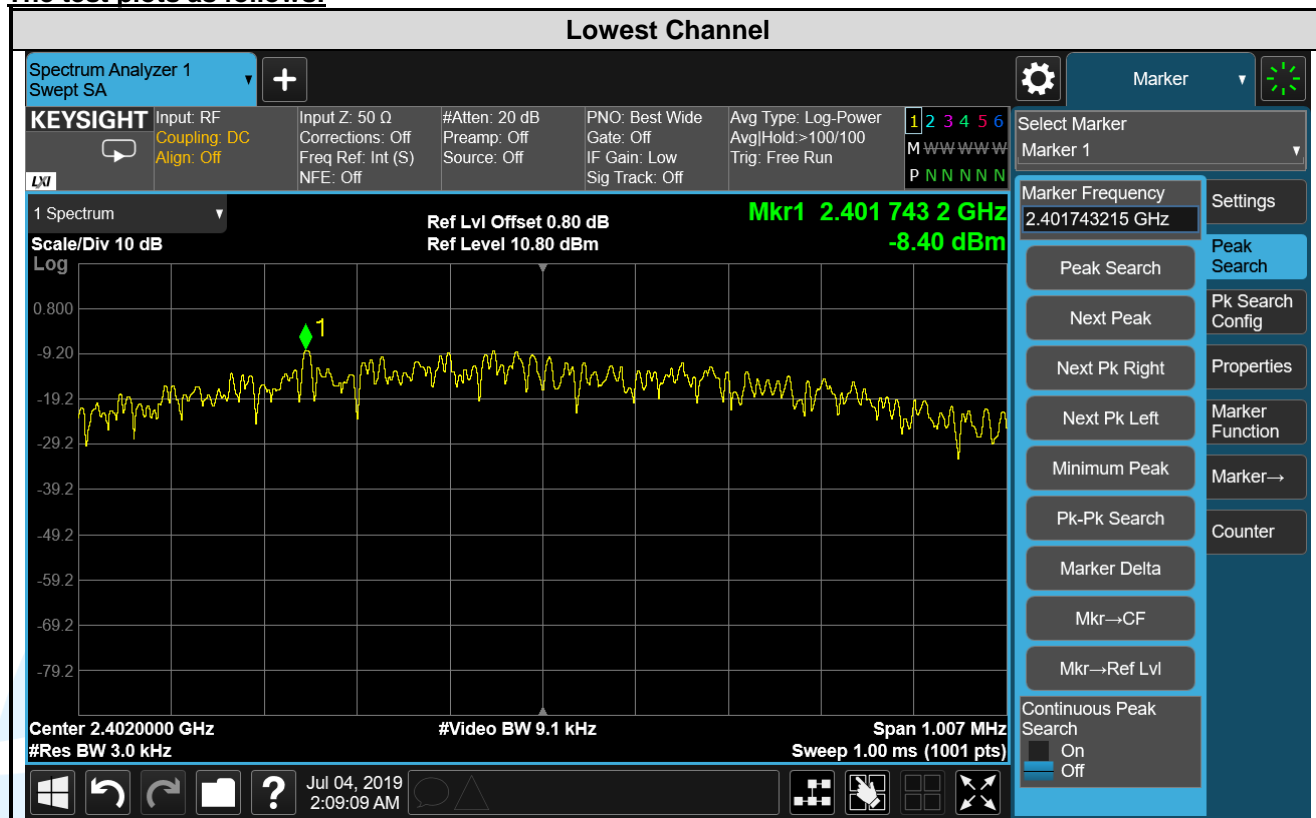 The test plots as follows:
Lowest Channel
Spectrum Analyzer 1
Swept SA
Marker
KEYSIGHT
LXI
Input: RF
Coupling: DC
Align: Off
Input Z: 50 Ω
Corrections: Off
Freq Ref: Int (S)
NFE: Off
#Atten: 20 dB
Preamp: Off
Source: Off
PNO: Best Wide
Gate: Off
IF Gain: Low
Sig Track: Off
Avg Type: Log-Power
Avg|Hold:>100/100
Trig: Free Run
1 2 3 4 5 6
M W W W W W W
P N N N N N
1 Spectrum
Scale/Div 10 dB
Log
Ref Lvl Offset 0.80 dB
Ref Level 10.80 dBm
Mkr1 2.401 743 2 GHz
-8.40 dBm
1
0.800
-9.20
-19.2
-29.2
-39.2
-49.2
-59.2
-69.2
-79.2
Center 2.4020000 GHz
#Res BW 3.0 kHz
#Video BW 9.1 kHz
Span 1.007 MHz
Sweep 1.00 ms (1001 pts)
Select Marker
Marker 1
Marker Frequency
2.401743215 GHz
Peak Search
Next Peak
Next Pk Right
Next Pk Left
Minimum Peak
Pk-Pk Search
Marker Delta
Mkr→CF
Mkr→Ref Lvl
Continuous Peak
Search
On
Off
Settings
Peak
Search
Pk Search
Config
Properties
Marker
Function
Marker→
Counter
?
Jul 04, 2019
2:09:09 AM